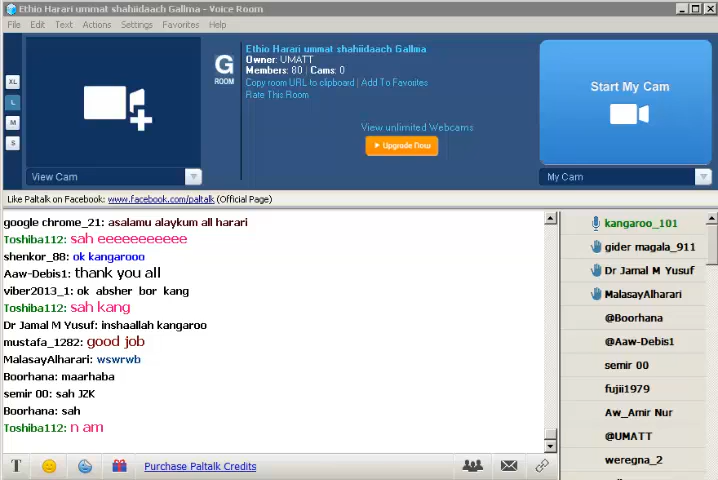 Ethio Harari ummat shahiidaach Gallma - Voice Room
File Edit Text Actions Settings Favorites Help
XL
L
M
S
View Cam
G
ROOM
Ethio Harari ummat shahiidaach Gallma
Owner: UMATT
Members: 80 | Cams: 0
Copy room URL to clipboard | Add To Favorites
Rate This Room
View unlimited Webcams
Upgrade Now
Start My Cam
My Cam
Like Paltalk on Facebook: www.facebook.com/paltalk (Official Page)
google chrome_21: asalamu alaykum all harari
Toshiba112: sah eeeeeeeeeee
shenkor_88: ok kangarooo
Aaw-Debis1: thank you all
viber2013_1: ok absher bor kang
Toshiba112: sah kang
Dr Jamal M Yusuf: inshaallah kangaroo
mustafa_1282: good job
MalasayAlharari: wswrwb
Boorhana: maarhaba
semir 00: sah JZK
Boorhana: sah
Toshiba112: n am
kangaroo_101
gider magala_911
Dr Jamal M Yusuf
MalasayAlharari
@Boorhana
@Aaw-Debis1
semir 00
fujii1979
Aw_Amir Nur
@UMATT
weregna_2
T
Purchase Paltalk Credits